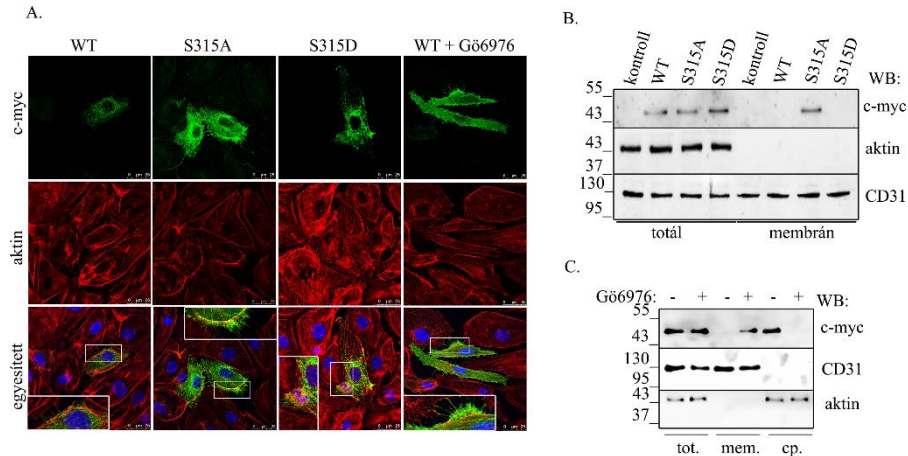 A.
WT
S315A
S315D
WT + Gö6976
c-myc
aktin
egyesített
B.
kontroll
WT
S315A
S315D
kontroll
WT
S315A
S315D
WB:
55
43
c-myc
43
37
aktin
130
95
CD31
totál
membrán
C.
Gö6976: - + - + - + WB:
55
43
c-myc
130
95
CD31
43
37
aktin
tot.
mem.
cp.